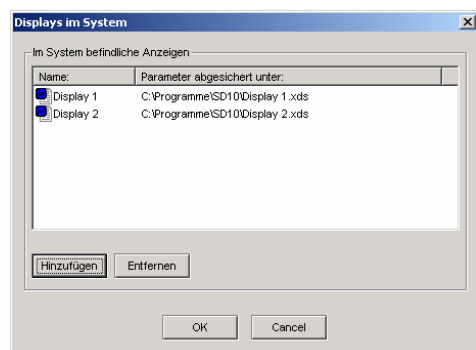 Displays im System
Im System befindliche Anzeigen
Name: Parameter abgesichert unter:
Display 1 C:\Programme\SD10\Display 1.xds
Display 2 C:\Programme\SD10\Display 2.xds
Hinzufügen Entfernen
OK Cancel